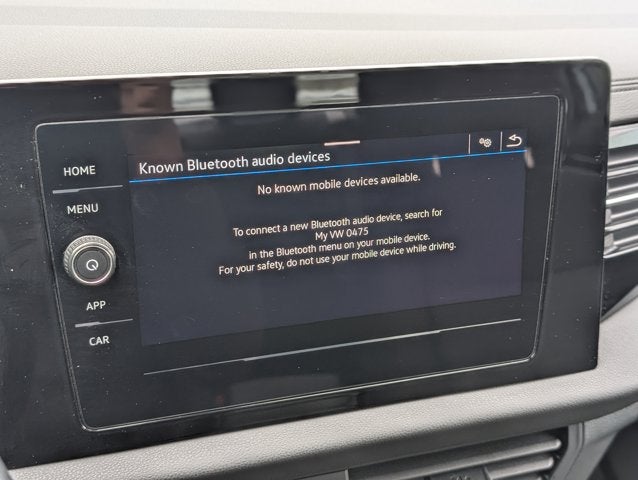 Known Bluetooth audio devices
No known mobile devices available.
To connect a new Bluetooth audio device, search for
My VW 0475
in the Bluetooth menu on your mobile device.
For your safety, do not use your mobile device while driving.
HOME
MENU
APP
CAR